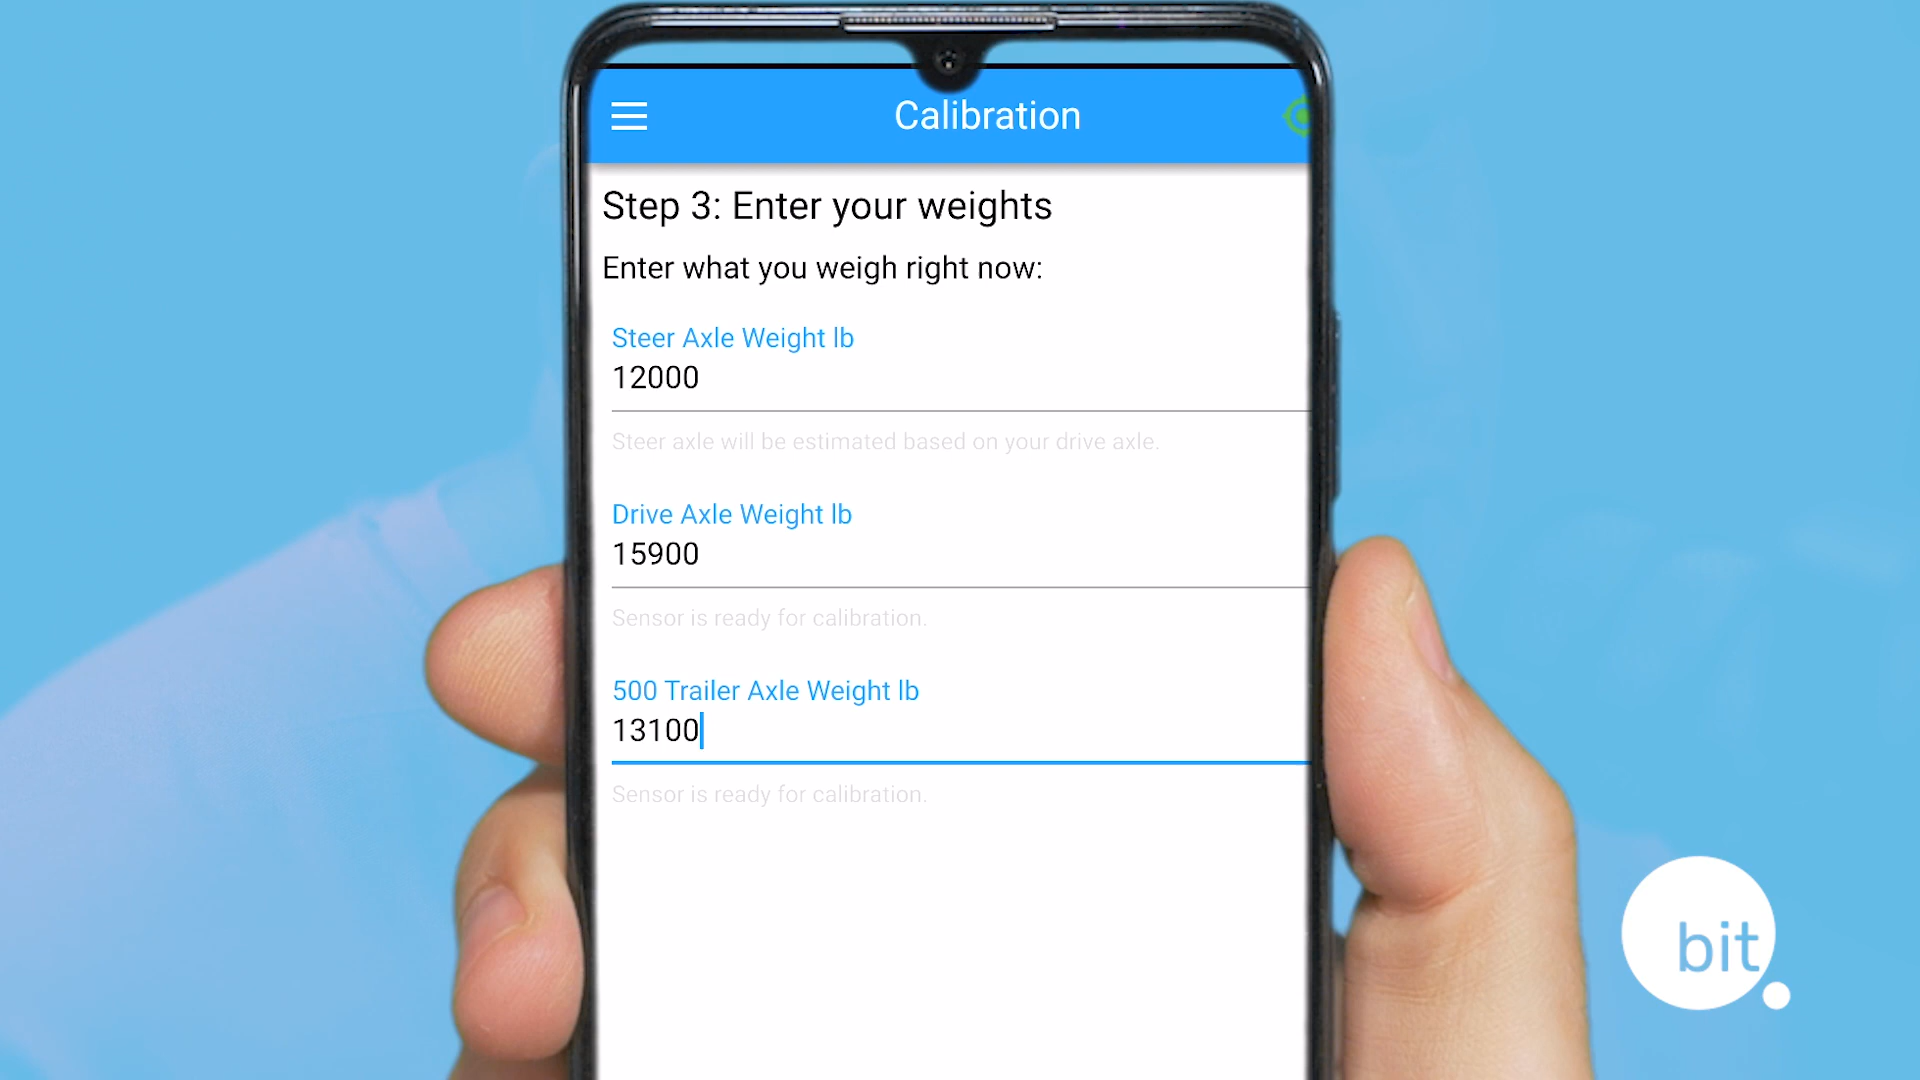 Calibration
Step 3: Enter your weights
Enter what you weigh right now:
Steer Axle Weight lb
12000
Steer axle will be estimated based on your drive axle.
Drive Axle Weight lb
15900
Sensor is ready for calibration.
500 Trailer Axle Weight lb
13100
Sensor is ready for calibration.
bit